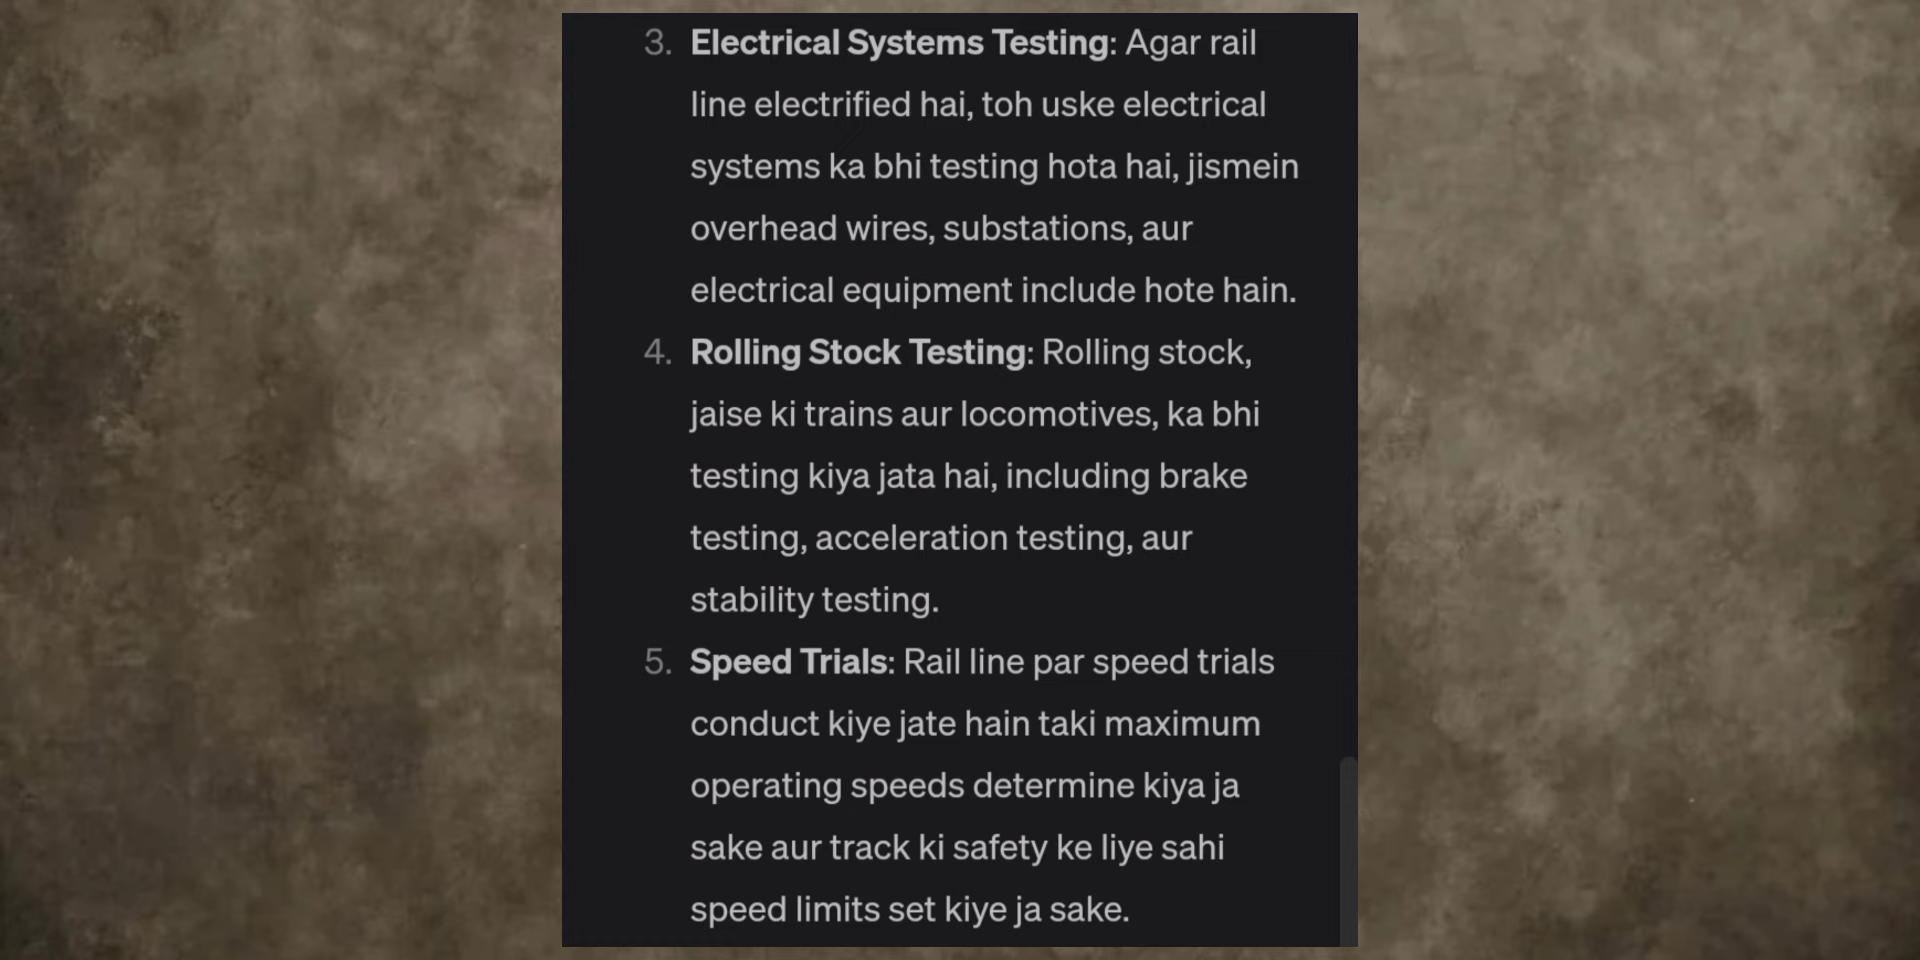 3. Electrical Systems Testing: Agar rail
line electrified hai, toh uske electrical
systems ka bhi testing hota hai, jismein
overhead wires, substations, aur
electrical equipment include hote hain.
4. Rolling Stock Testing: Rolling stock,
jaise ki trains aur locomotives, ka bhi
testing kiya jata hai, including brake
testing, acceleration testing, aur
stability testing.
5. Speed Trials: Rail line par speed trials
conduct kiye jate hain taki maximum
operating speeds determine kiya ja
sake aur track ki safety ke liye sahi
speed limits set kiye ja sake.